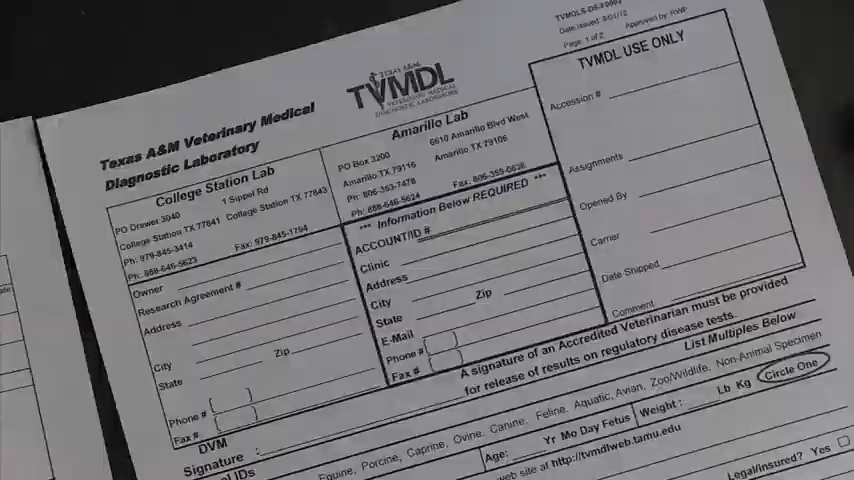 TVMDL-DS-F0001
Date Issued: 8/01/12
Approved by: RWP
Page: 1 of 2
TEXAS A&M
TVMDL
VETERINARY MEDICAL
DIAGNOSTIC LABORATORY
Texas A&M Veterinary Medical
Diagnostic Laboratory
College Station Lab
PO Drawer 3040 1 Sippel Rd
College Station TX 77841 College Station TX 77843
Ph: 979-845-3414 Fax: 979-845-1794
Ph: 888-646-5623
Amarillo Lab
PO Box 3200 6610 Amarillo Blvd West
Amarillo TX 79116 Amarillo TX 79106
Ph: 806-353-7478 Fax: 806-359-0636
Ph: 888-646-5624
TVMDL USE ONLY
Accession #
Assignments
Opened By
Carrier
Date Shipped
Comment
Owner
Research Agreement #
Address
City
State Zip
Phone # ( )
Fax # ( )
*** Information Below REQUIRED ***
ACCOUNT/ID #
Clinic
Address
City
State Zip
E-Mail
Phone # ( )
Fax # ( )
A signature of an Accredited Veterinarian must be provided
for release of results on regulatory disease tests.
DVM
Signature :
List Multiples Below
al IDs
Equine, Porcine, Caprine, Ovine, Canine, Feline, Aquatic, Avian, Zoo/Wildlife, Non-Animal Specimen
Age: Yr Mo Day Fetus Weight : Lb Kg Circle One
web site at http://tvmdlweb.tamu.edu
Legal/Insured? Yes